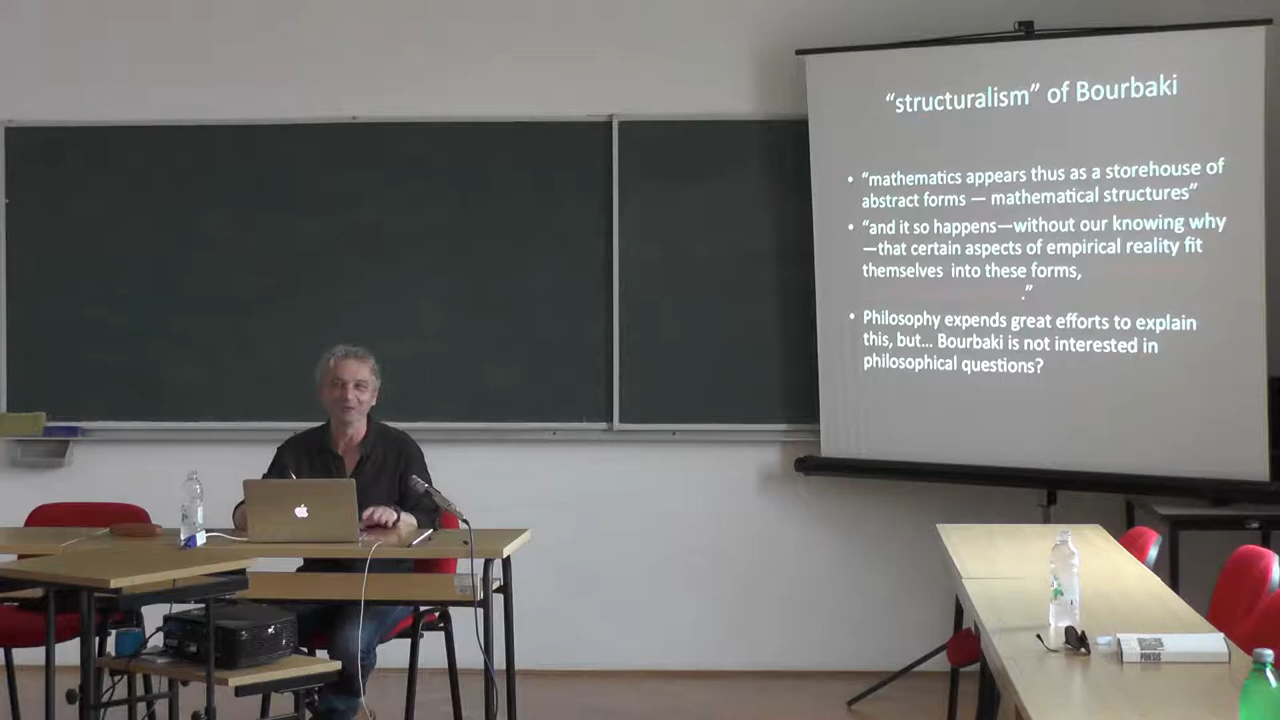 “structuralism” of Bourbaki
• “mathematics appears thus as a storehouse of
abstract forms — mathematical structures”
• “and it so happens—without our knowing why
—that certain aspects of empirical reality fit
themselves into these forms,
.”
• Philosophy expends great efforts to explain
this, but... Bourbaki is not interested in
philosophical questions?